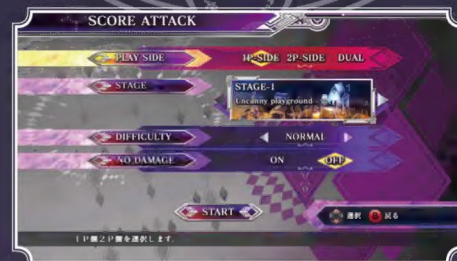 SCORE ATTACK
PLAY SIDE 1P-SIDE 2P-SIDE DUAL
STAGE
STAGE-1
Uncanny playground
DIFFICULTY NORMAL
NO DAMAGE ON OFF
START
選択 B 戻る
1P側2P側を選択します.